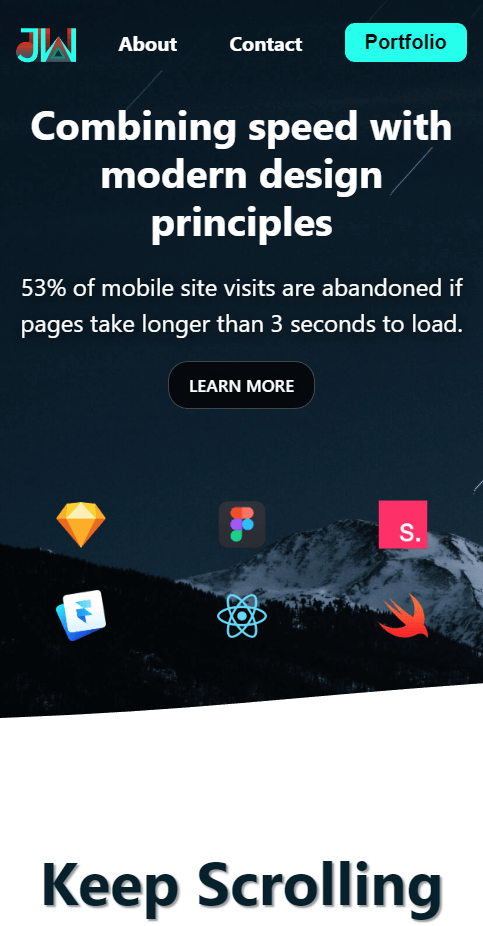 JW
About Contact Portfolio
Combining speed with
modern design
principles
53% of mobile site visits are abandoned if
pages take longer than 3 seconds to load.
LEARN MORE
s.
Keep Scrolling